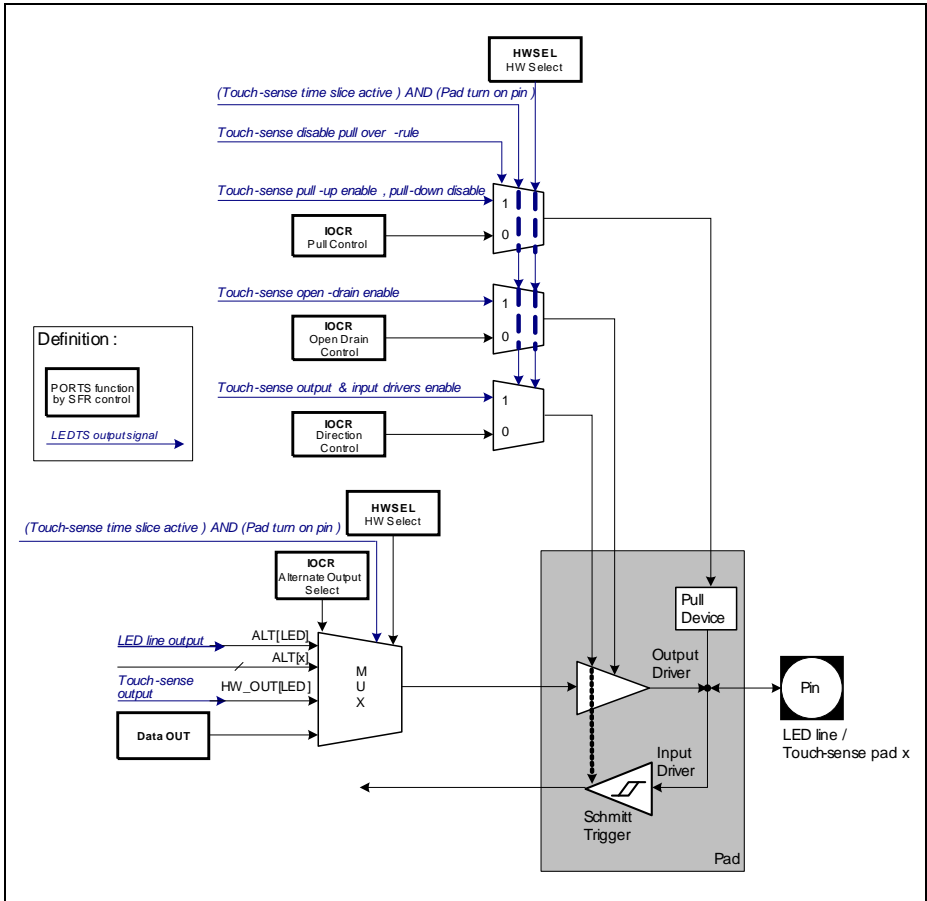 HWSEL
HW Select
(Touch-sense time slice active ) AND (Pad turn on pin )
Touch-sense disable pull over -rule
Touch-sense pull -up enable , pull-down disable
1
IOCR
Pull Control
0
Touch-sense open -drain enable
1
IOCR
Open Drain
Control
0
Definition :
PORTS function
by SFR control
LEDTS output signal
Touch-sense output & input drivers enable
1
IOCR
Direction
Control
0
HWSEL
HW Select
(Touch-sense time slice active ) AND (Pad turn on pin )
IOCR
Alternate Output
Select
LED line output
ALT[LED]
ALT[x]
Touch-sense
output
HW_OUT[LED]
Data OUT
M
U
X
Pull
Device
Output
Driver
Pin
LED line /
Touch-sense pad x
Input
Driver
Schmitt
Trigger
Pad